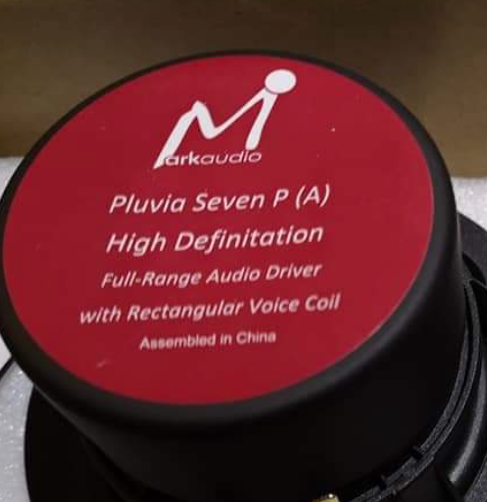 Markaudio
Pluvia Seven P (A)
High Definitation
Full-Range Audio Driver
with Rectangular Voice Coil
Assembled in China